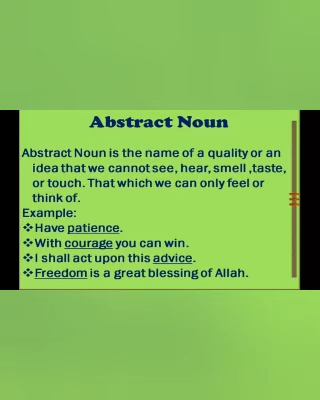 Abstract Noun
Abstract Noun is the name of a quality or an
idea that we cannot see, hear, smell ,taste,
or touch. That which we can only feel or
think of.
Example:
❖Have patience.
❖With courage you can win.
❖I shall act upon this advice.
❖Freedom is a great blessing of Allah.